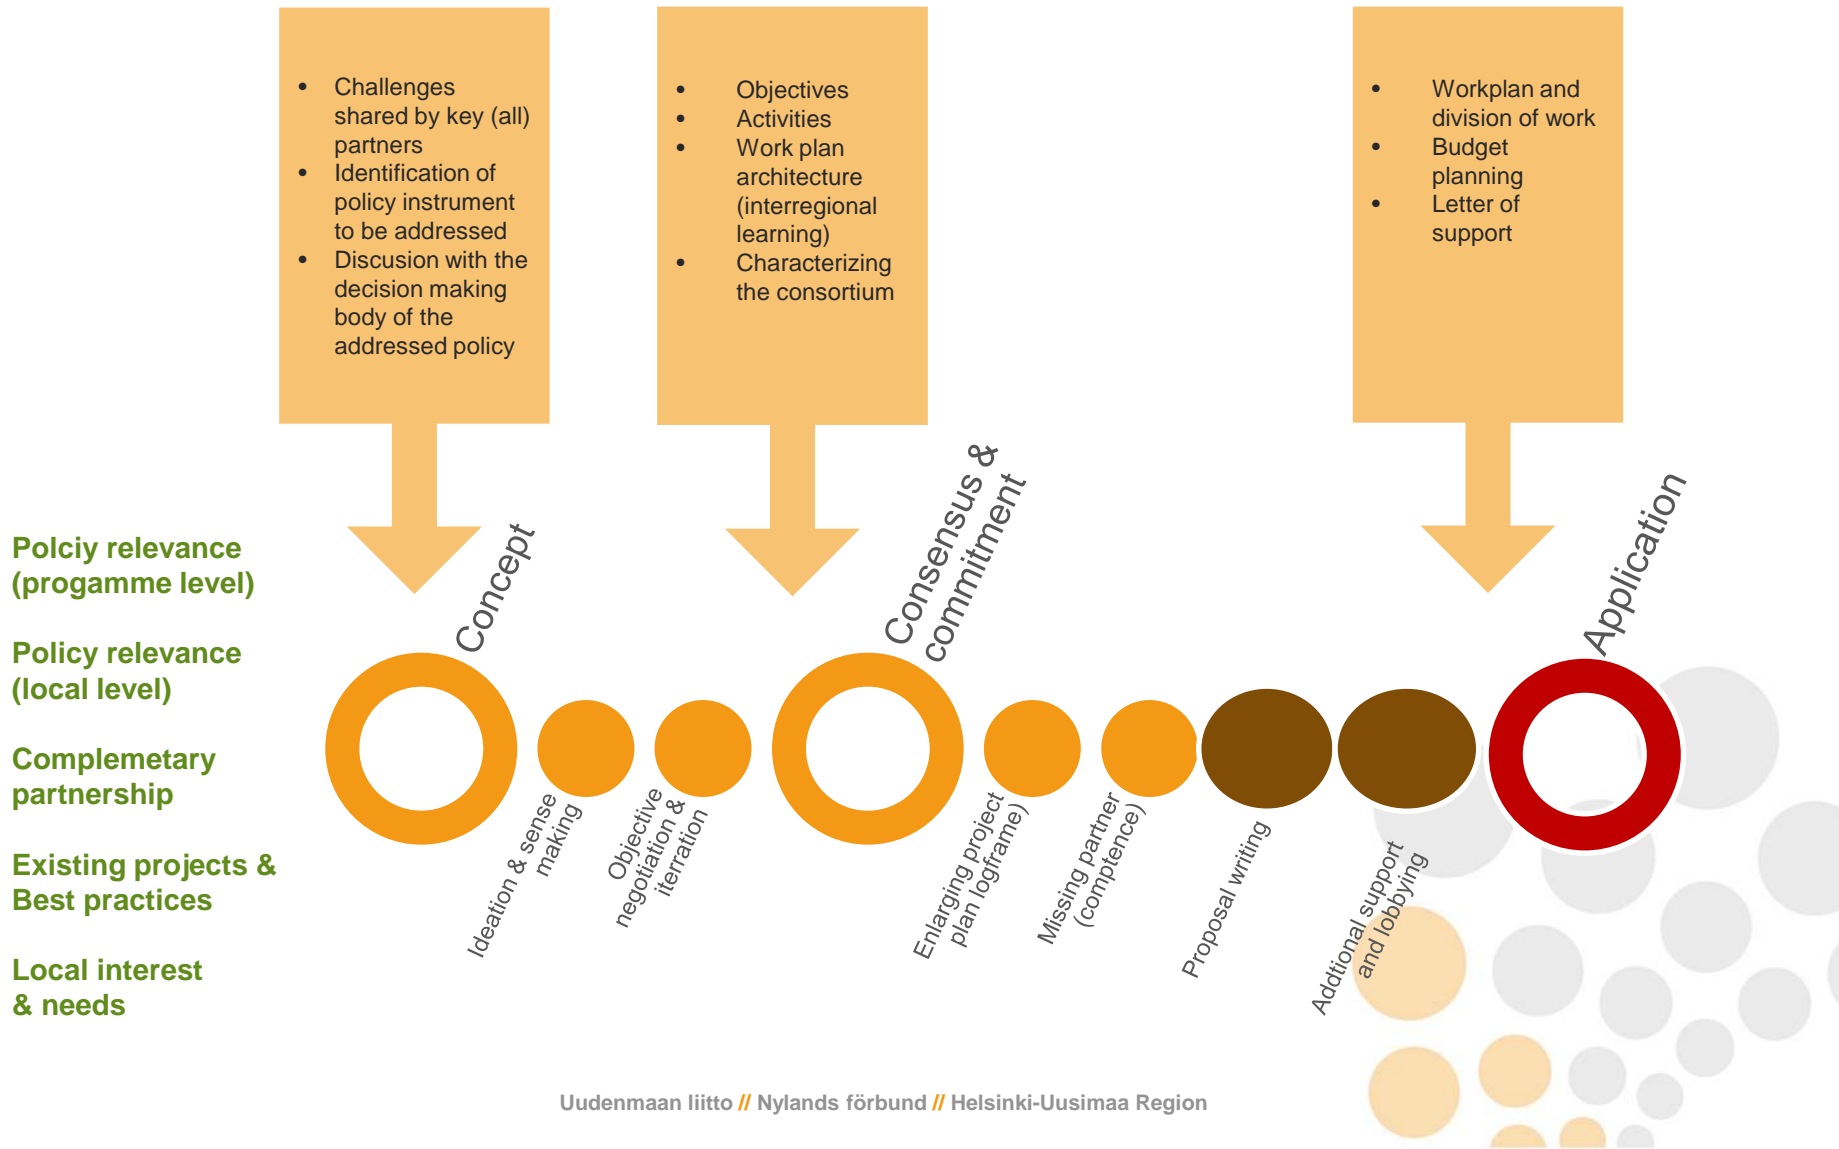 • Challenges
shared by key (all)
partners
• Identification of
policy instrument
to be addressed
• Discusion with the
decision making
body of the
addressed policy
• Objectives
• Activities
• Work plan
architecture
(interregional
learning)
• Characterizing
the consortium
• Workplan and
division of work
• Budget
planning
• Letter of
support
Polciy relevance
(progamme level)
Policy relevance
(local level)
Complemetary
partnership
Existing projects &
Best practices
Local interest
& needs
Concept
Ideation & sense
making
Objective
negotiation &
iterration
Consensus &
commitment
Enlarging project
plan logframe)
Missing partner
(comptence)
Proposal writing
Addtional support
and lobbying
Application
Uudenmaan liitto // Nylands förbund // Helsinki-Uusimaa Region